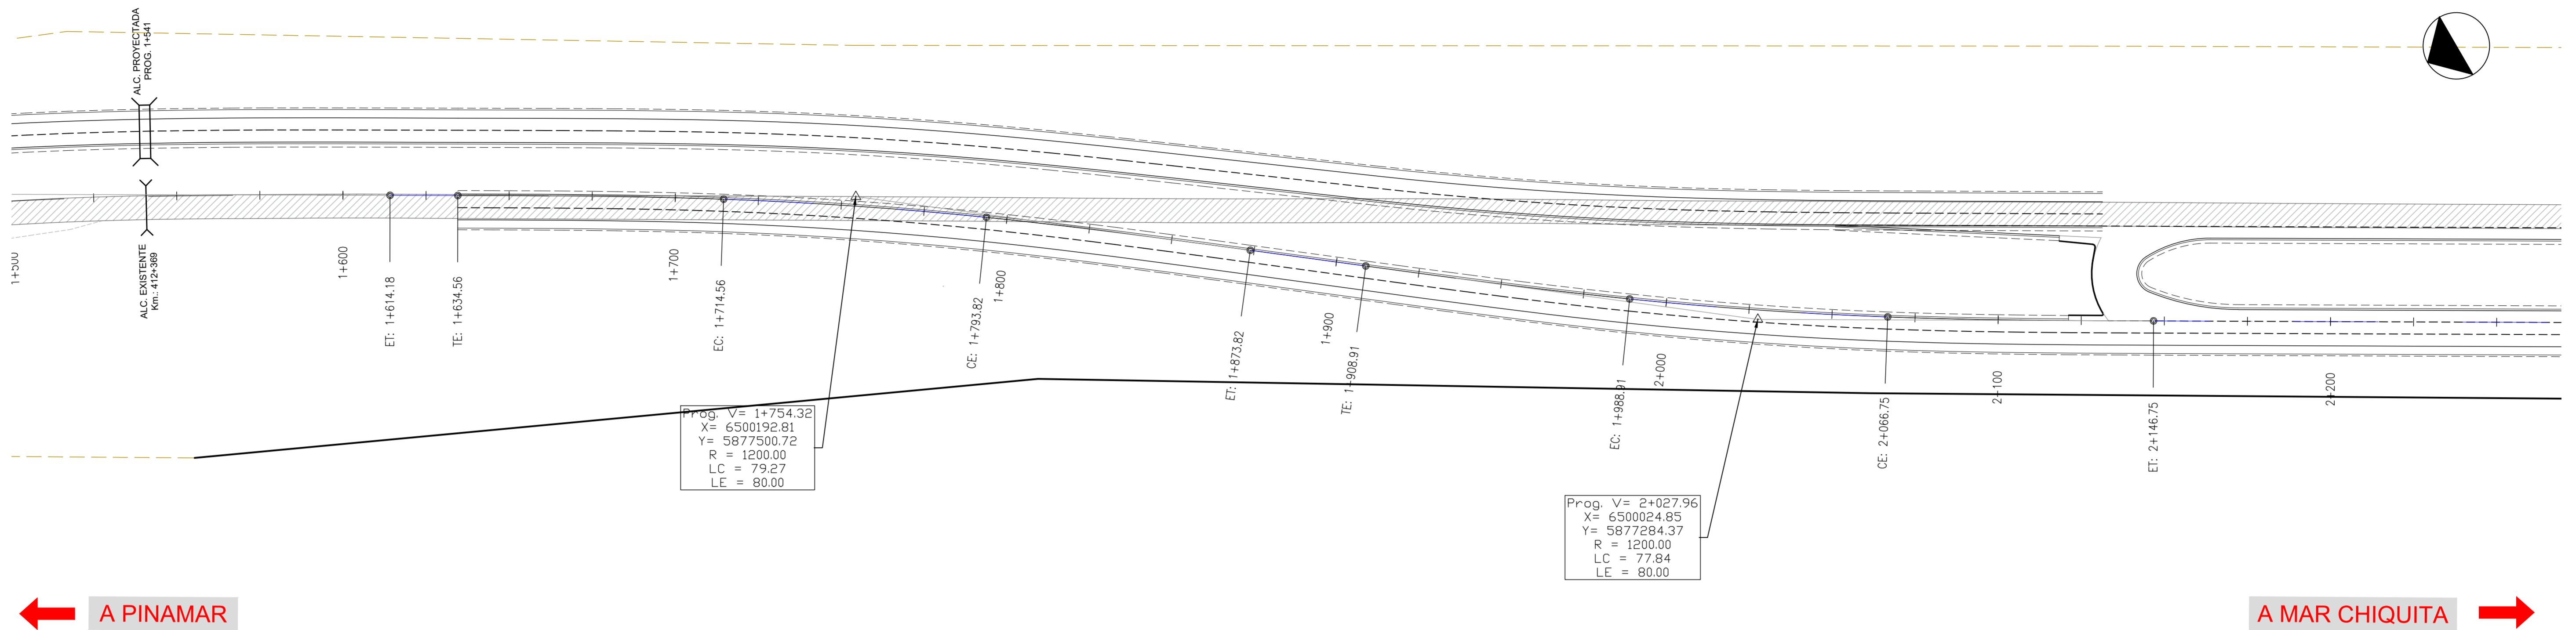 ALC. PROYECTADA
PROG. 1+541
ALC. EXISTENTE
Km.: 412+369
1+500
1+600
ET: 1+614.18
TE: 1+634.56
1+700
EC: 1+714.56
Prog. V= 1+754.32
X= 6500192.81
Y= 5877500.72
R = 1200.00
LC = 79.27
LE = 80.00
CE: 1+793.82
1+800
ET: 1+873.82
1+900
TE: 1+908.91
EC: 1+988.91
2+000
Prog. V= 2+027.96
X= 6500024.85
Y= 5877284.37
R = 1200.00
LC = 77.84
LE = 80.00
CE: 2+066.75
2+100
ET: 2+146.75
2+200
A PINAMAR
A MAR CHIQUITA